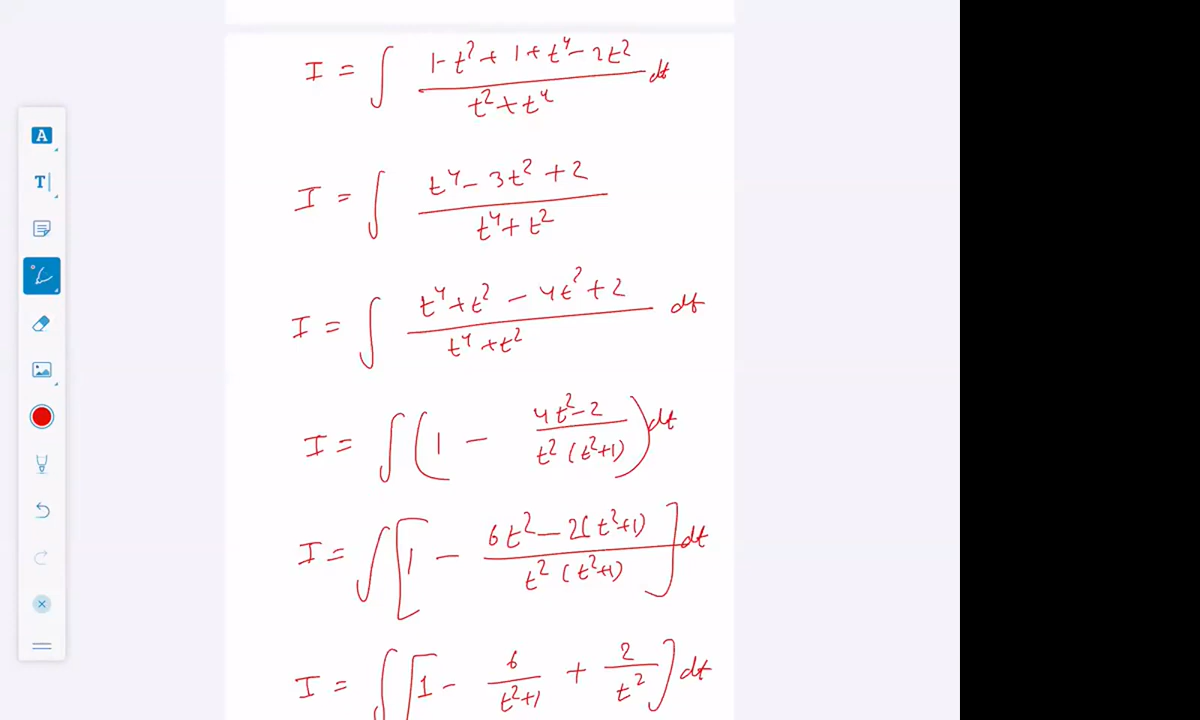 I = ∫ (1 - t² + 1 + t⁴ - 2t²)/(t² + t⁴) dt
I = ∫ (t⁴ - 3t² + 2)/(t⁴ + t²)
I = ∫ (t⁴ + t² - 4t² + 2)/(t⁴ + t²) dt
I = ∫ (1 - (4t² - 2)/(t² (t² + 1))) dt
I = ∫ [1 - (6t² - 2(t² + 1))/(t² (t² + 1))] dt
I = ∫ [1 - 6/(t² + 1) + 2/t²] dt